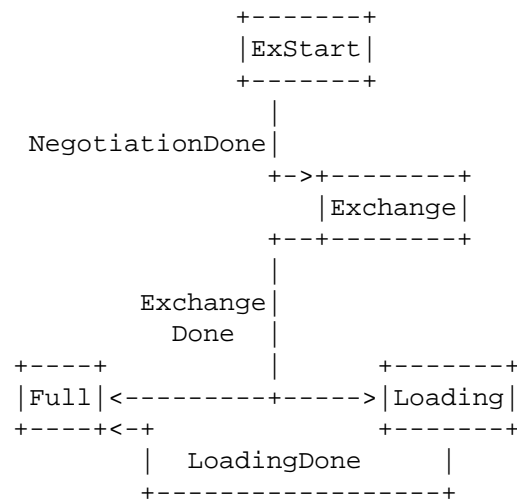 ExStart
NegotiationDone
Exchange
Exchange
Done
Full
Loading
LoadingDone